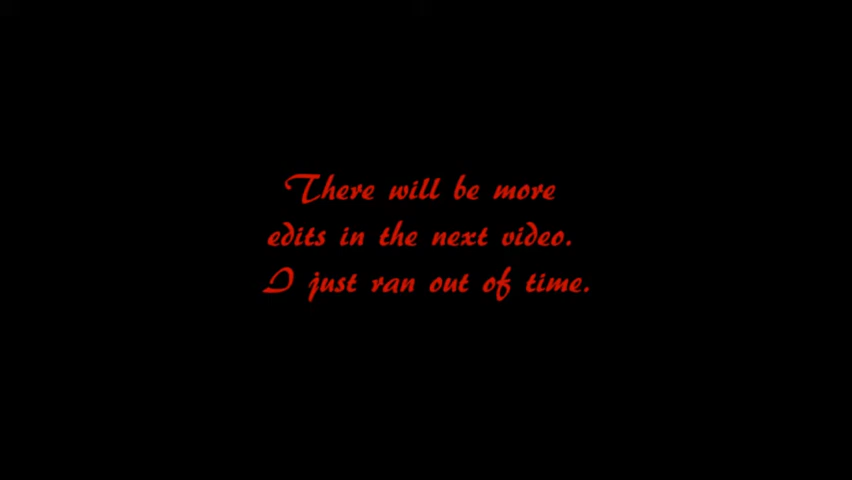 There will be more
edits in the next video.
I just ran out of time.